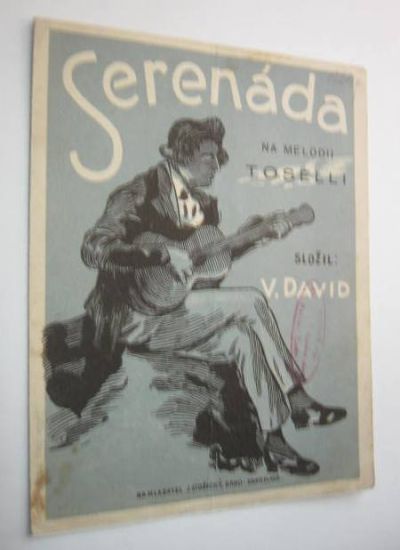 Serenáda
NA MELODII
TOSELLI
SLOŽIL:
V. DAVID